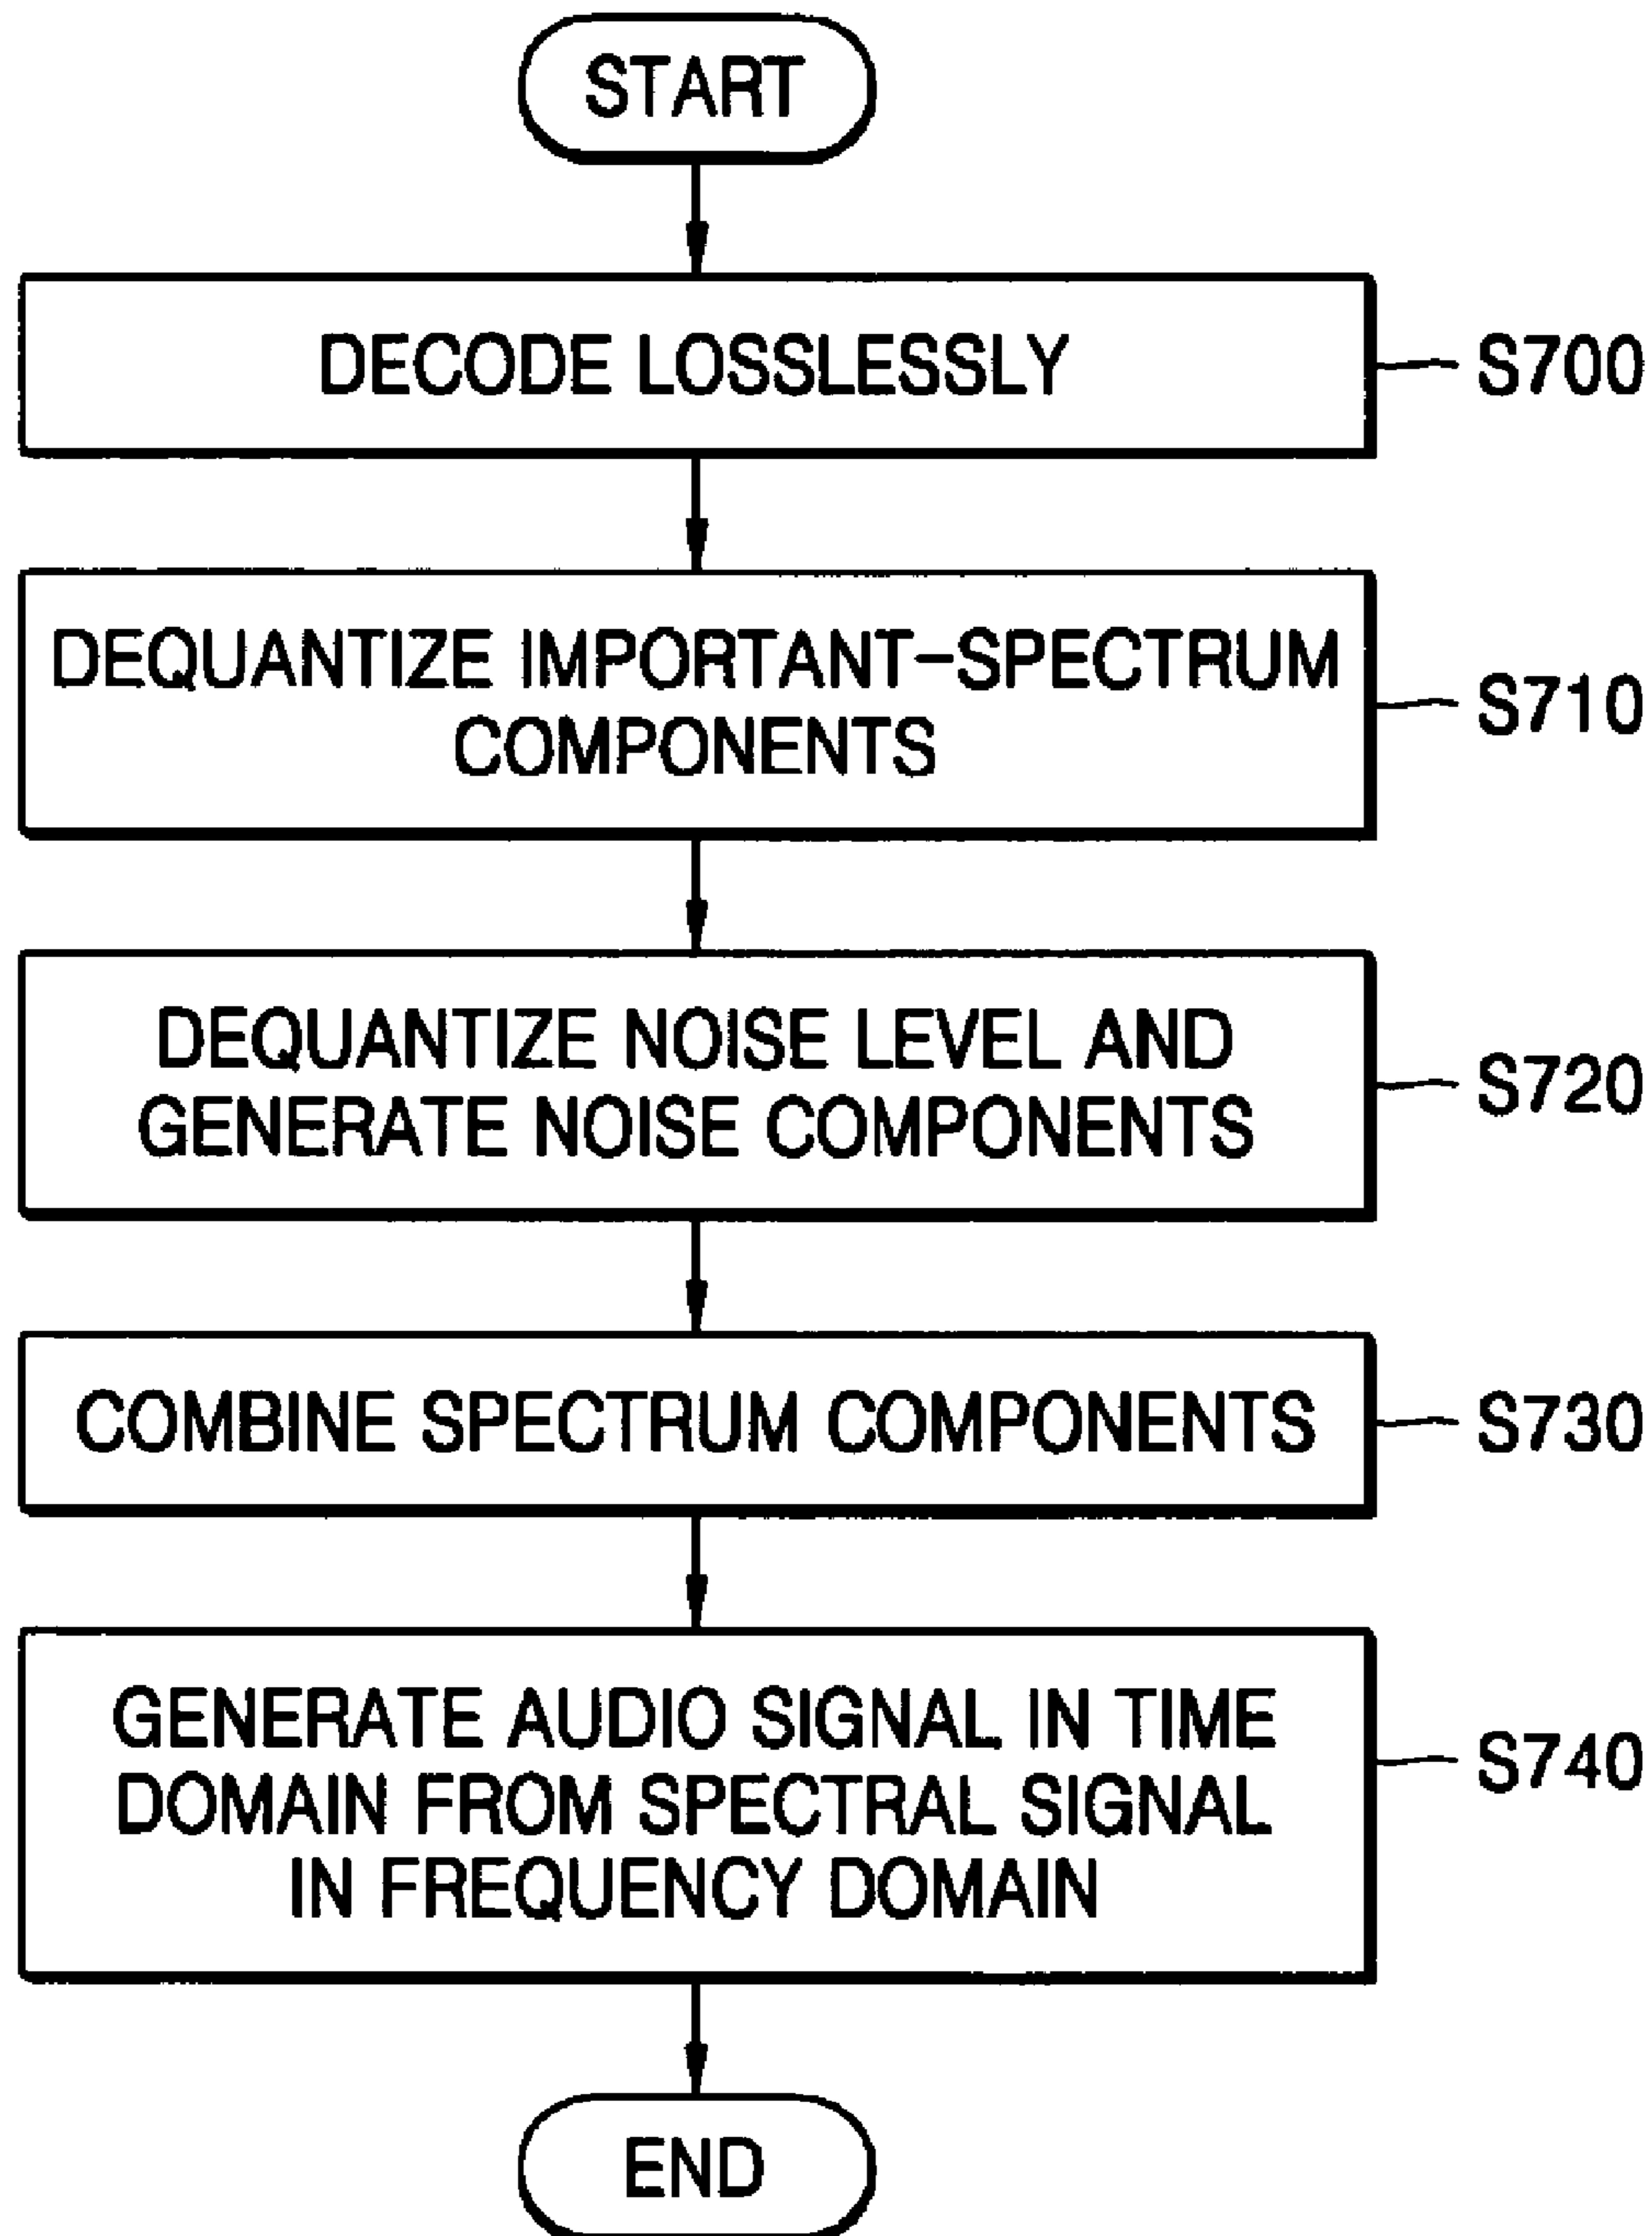 START
DECODE LOSSLESSLY
S700
DEQUANTIZE IMPORTANT-SPECTRUM
COMPONENTS
S710
DEQUANTIZE NOISE LEVEL AND
GENERATE NOISE COMPONENTS
S720
COMBINE SPECTRUM COMPONENTS
S730
GENERATE AUDIO SIGNAL IN TIME
DOMAIN FROM SPECTRAL SIGNAL
IN FREQUENCY DOMAIN
S740
END